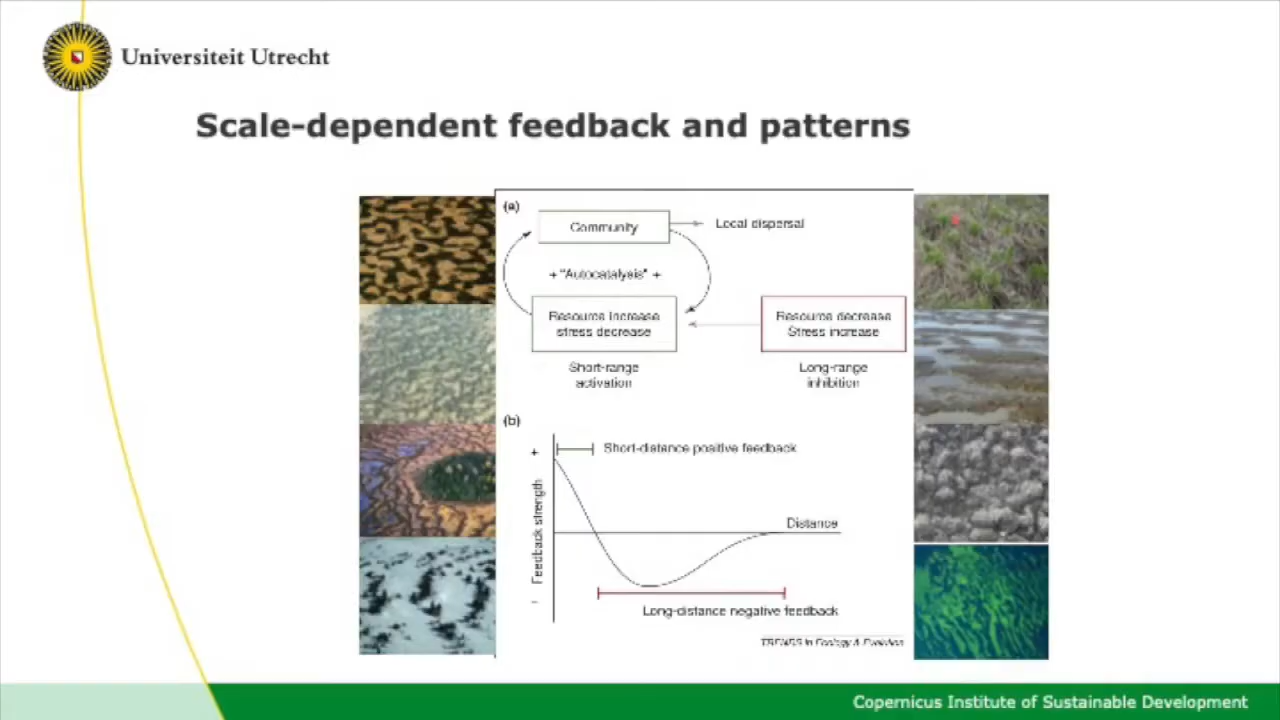 Universiteit Utrecht
Scale-dependent feedback and patterns
(a)
Community
Local dispersal
+ "Autocatalysis" +
Resource increase
stress decrease
Resource decrease
Stress increase
Short-range
activation
Long-range
inhibition
(b)
+
Short-distance positive feedback
Feedback strength
Distance
–
Long-distance negative feedback
TRENDS in Ecology & Evolution
Copernicus Institute of Sustainable Development